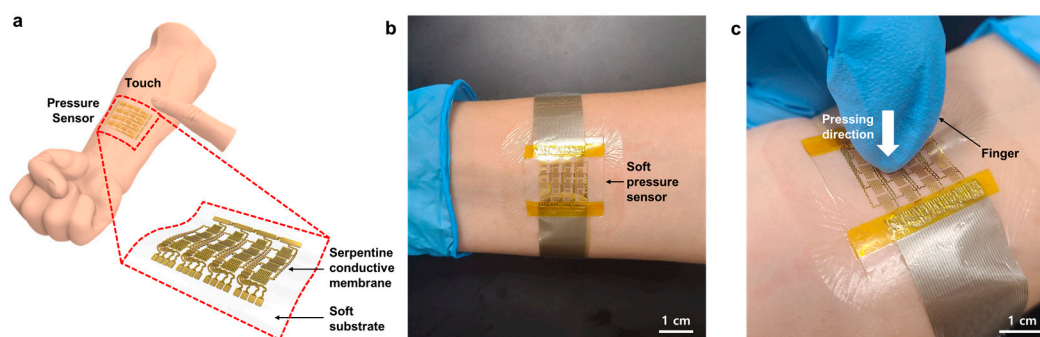 a
Touch
Pressure
Sensor
Serpentine
conductive
membrane
Soft
substrate
b
Soft
pressure
sensor
1 cm
c
Pressing
direction
Finger
1 cm